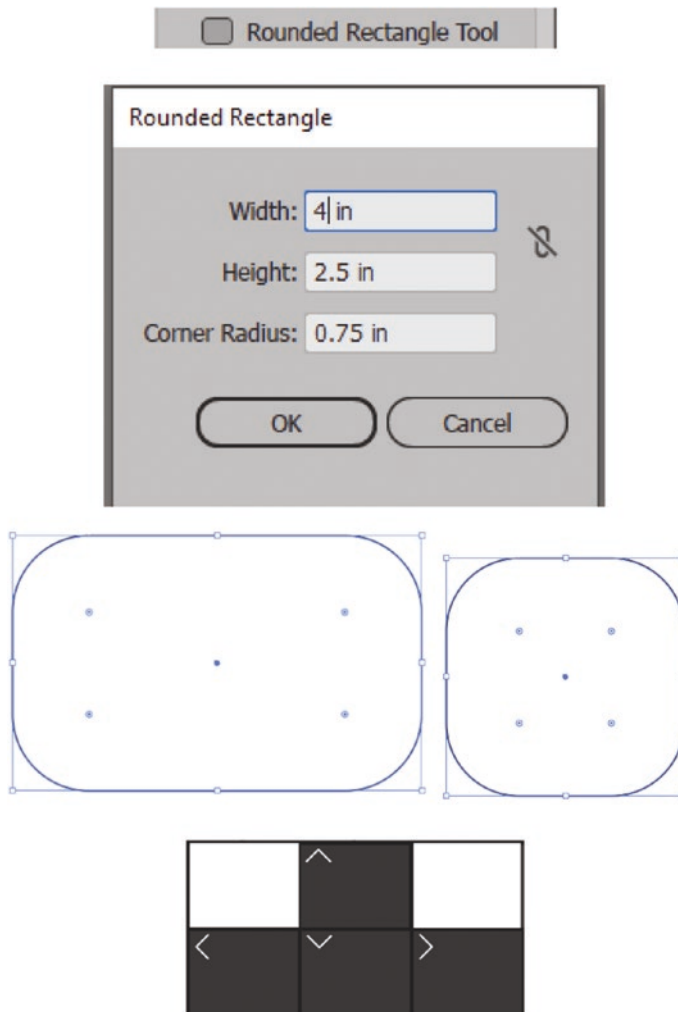 Rounded Rectangle Tool
Rounded Rectangle
Width: 4 in
Height: 2.5 in
Corner Radius: 0.75 in
OK Cancel